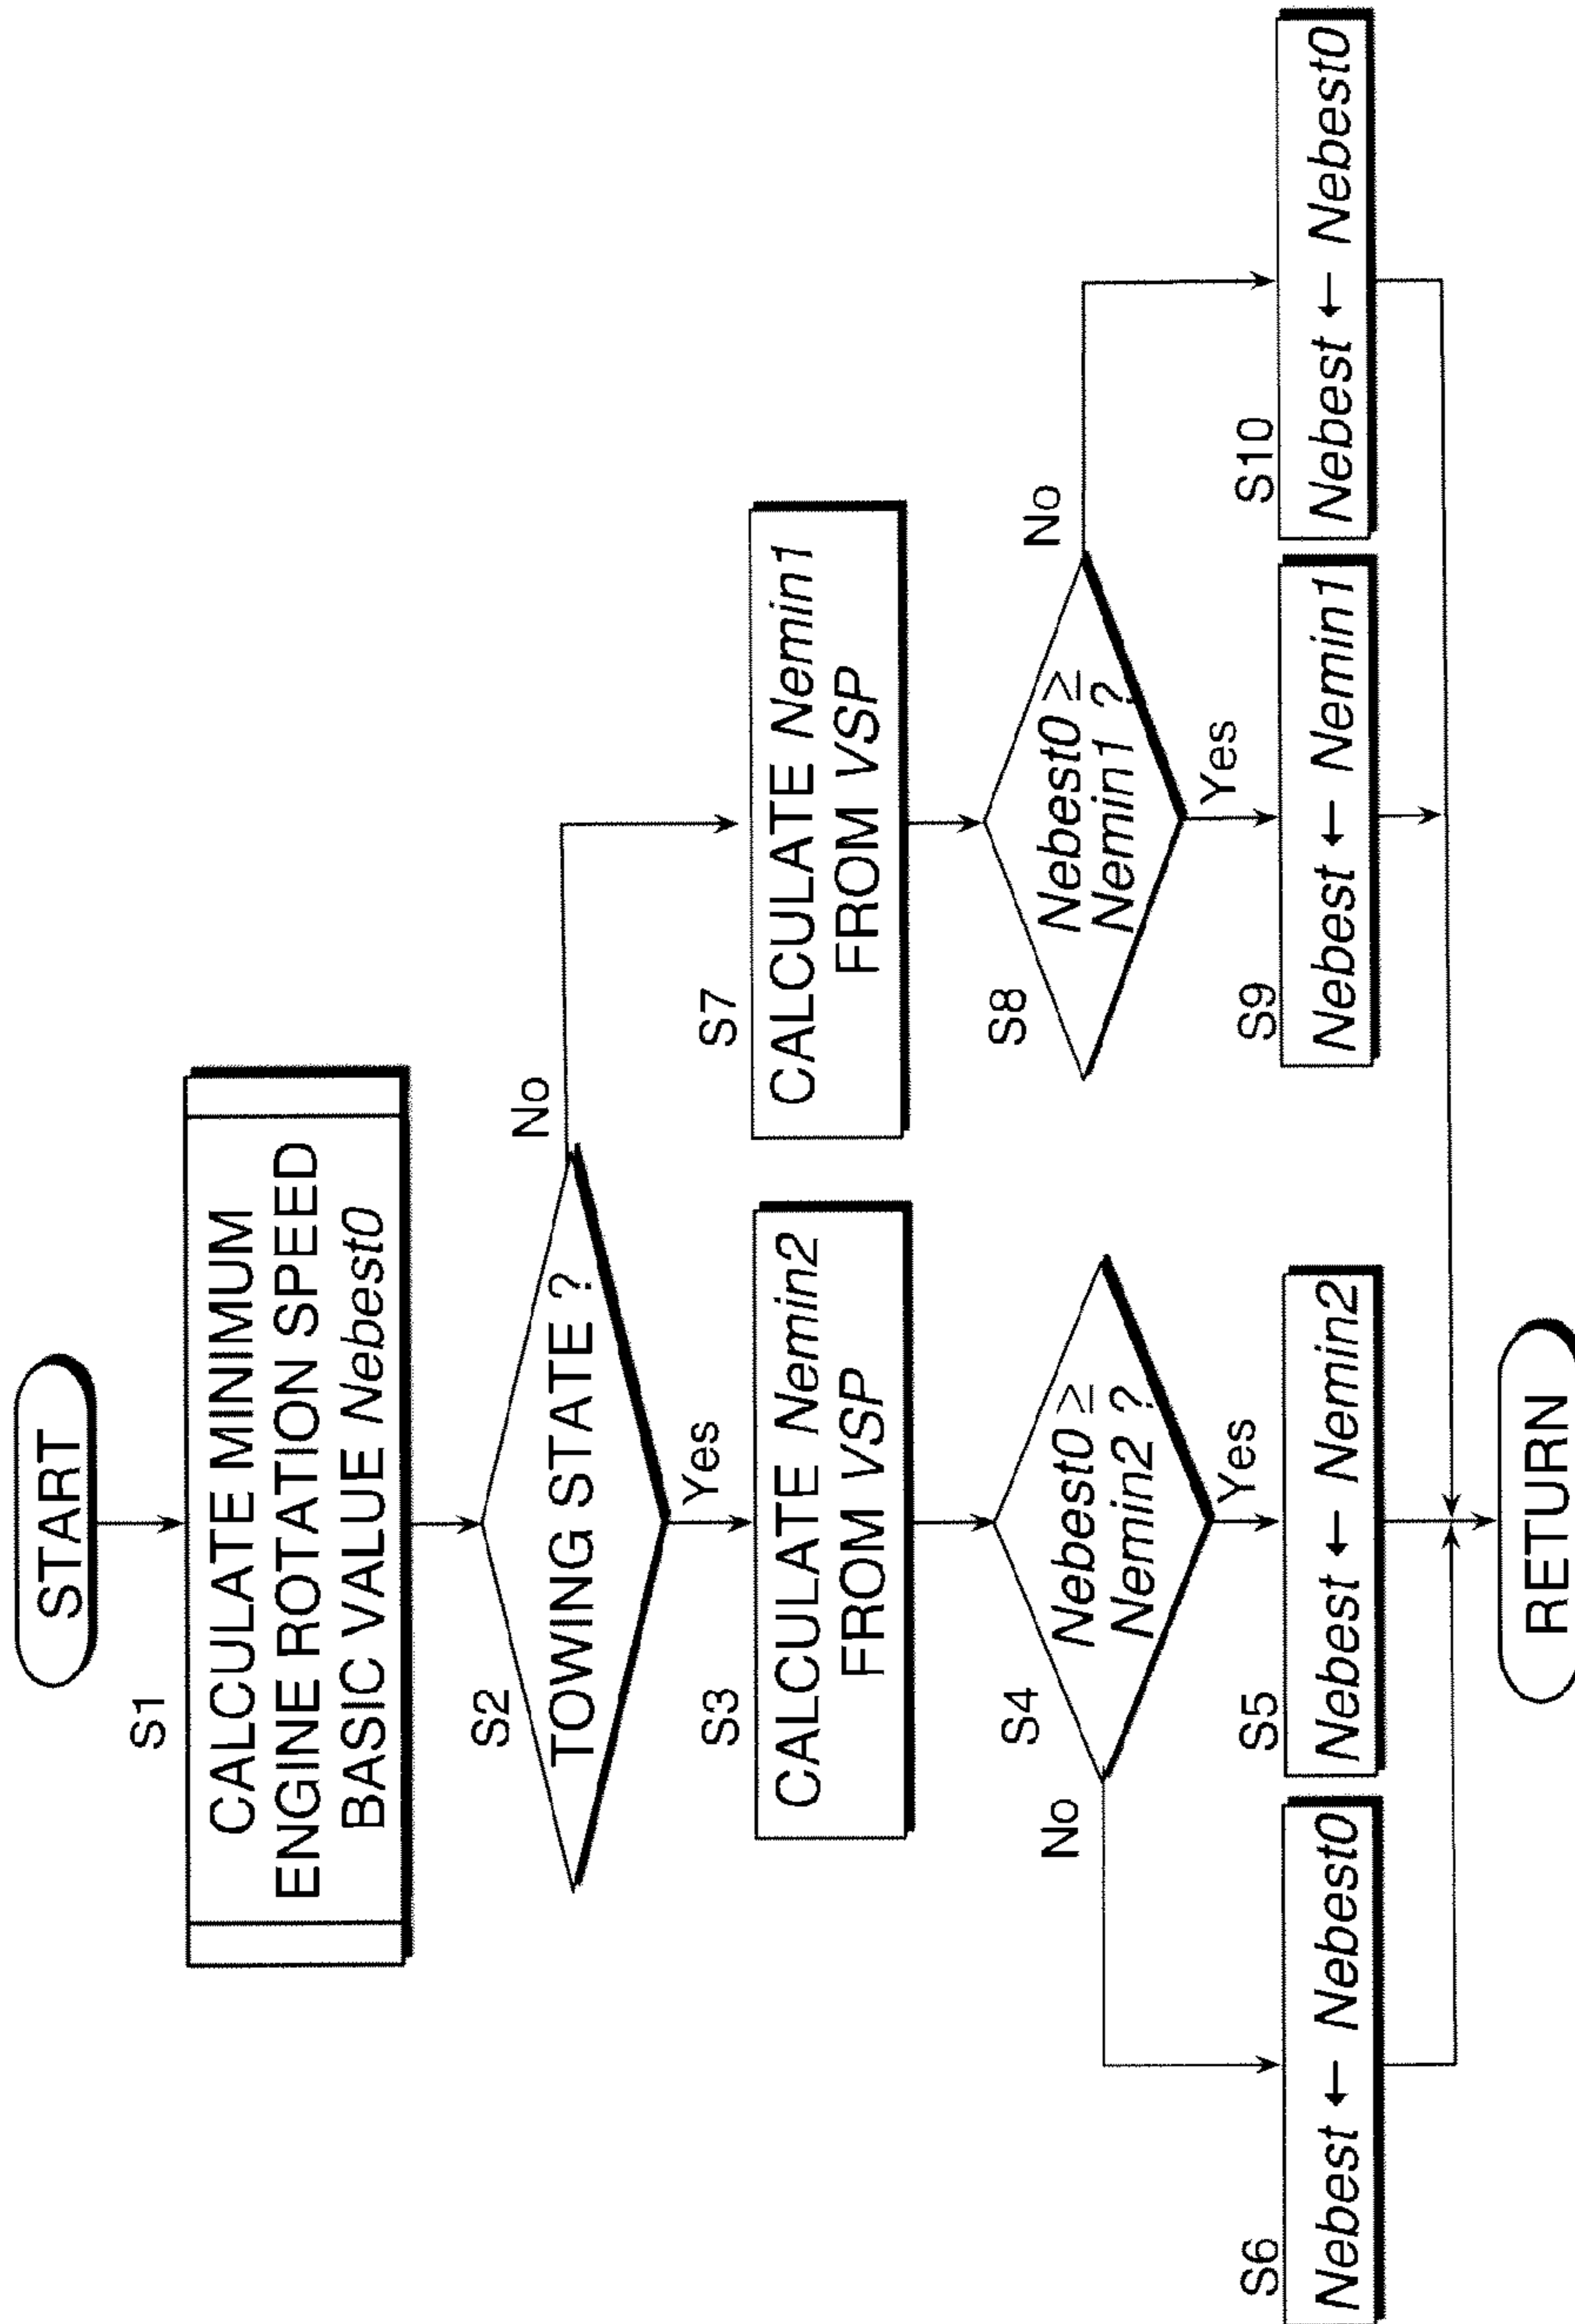 START
S1
CALCULATE MINIMUM
ENGINE ROTATION SPEED
BASIC VALUE Nebest0
S2
TOWING STATE ?
No
Yes
S3
CALCULATE Nemin2
FROM VSP
S7
CALCULATE Nemin1
FROM VSP
S4
Nebest0 ≥
Nemin2 ?
No
Yes
S8
Nebest0 ≥
Nemin1 ?
No
Yes
S6
Nebest ← Nebest0
S5
Nebest ← Nemin2
S9
Nebest ← Nemin1
S10
Nebest ← Nebest0
RETURN